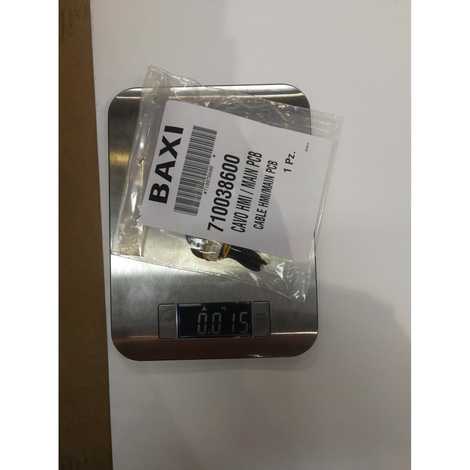 BAXI
710038600
CAVO HMI / MAIN PCB
CABLE HMI/MAIN PCB
1 Pz.
0.015